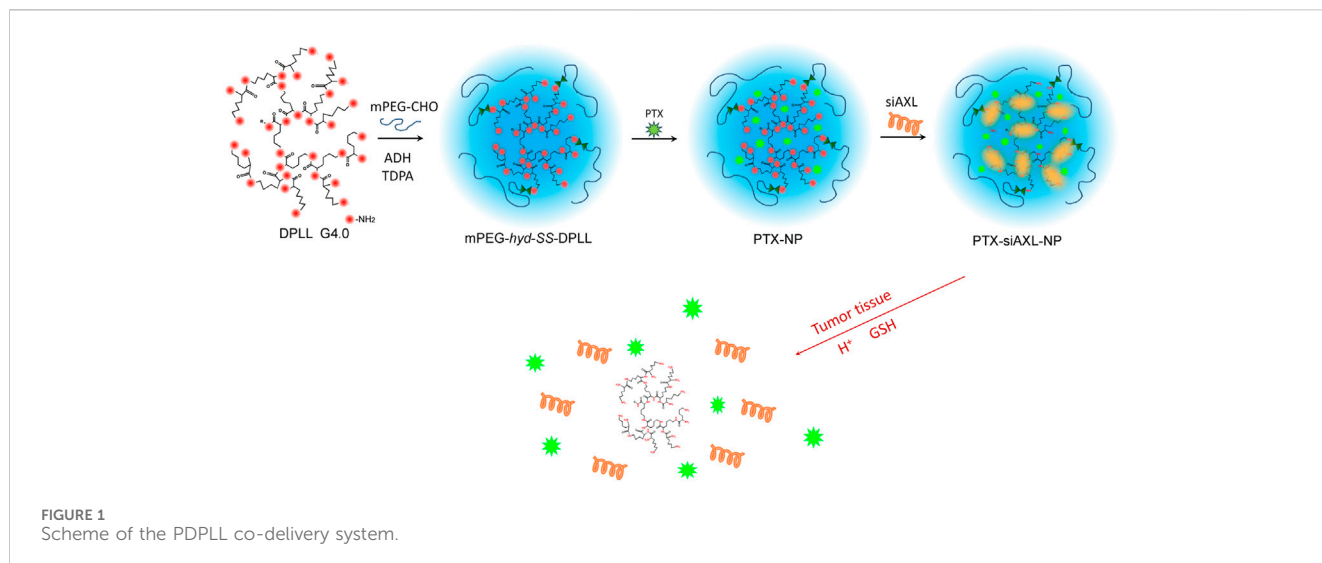 mPEG-CHO
ADH
TDPA
PTX
siAXL
R
-NH₂
DPLL G4.0
mPEG-hyd-SS-DPLL
PTX-NP
PTX-siAXL-NP
Tumor tissue
H⁺ GSH
FIGURE 1
Scheme of the PDPLL co-delivery system.